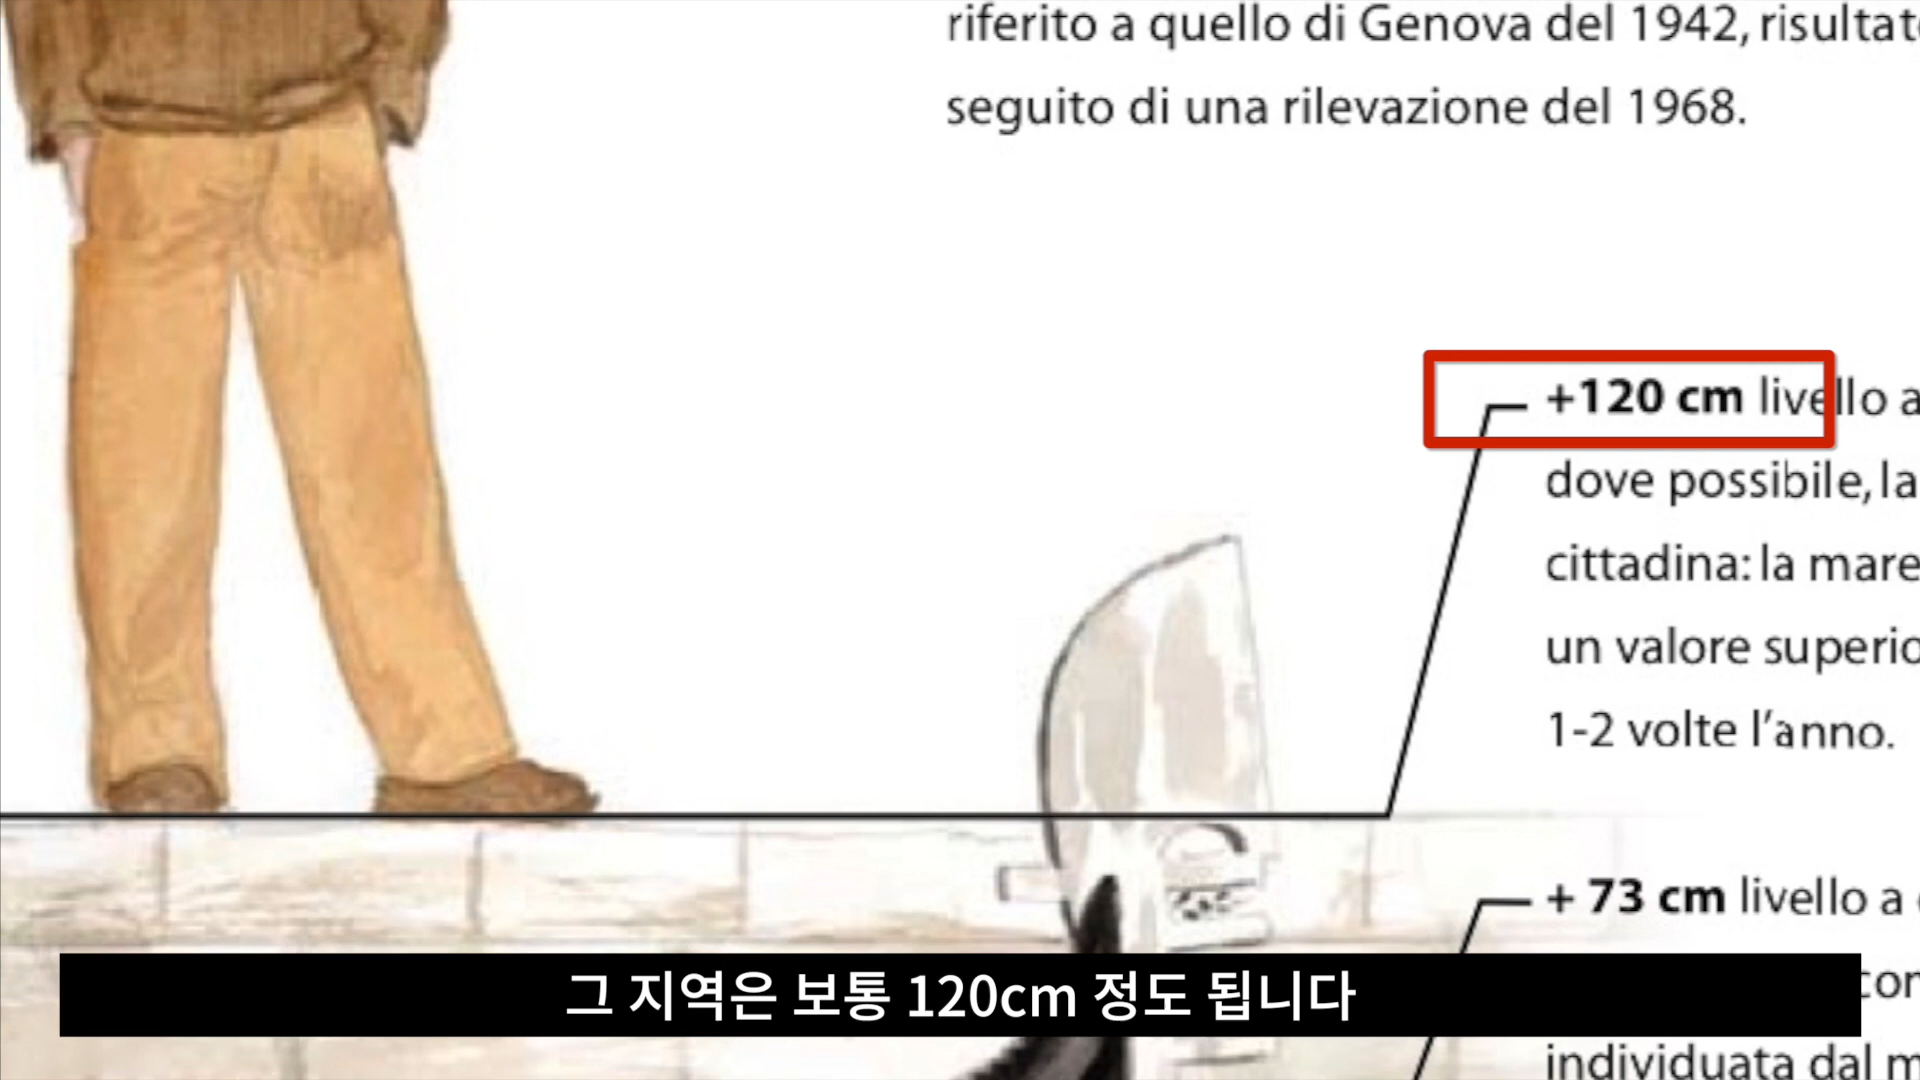 riferito a quello di Genova del 1942, risultat
seguito di una rilevazione del 1968.
+120 cm livello a
dove possibile, la
cittadina: la mare
un valore superio
1-2 volte l'anno.
+ 73 cm livello a
con
individuata dal m
그 지역은 보통 120cm 정도 됩니다